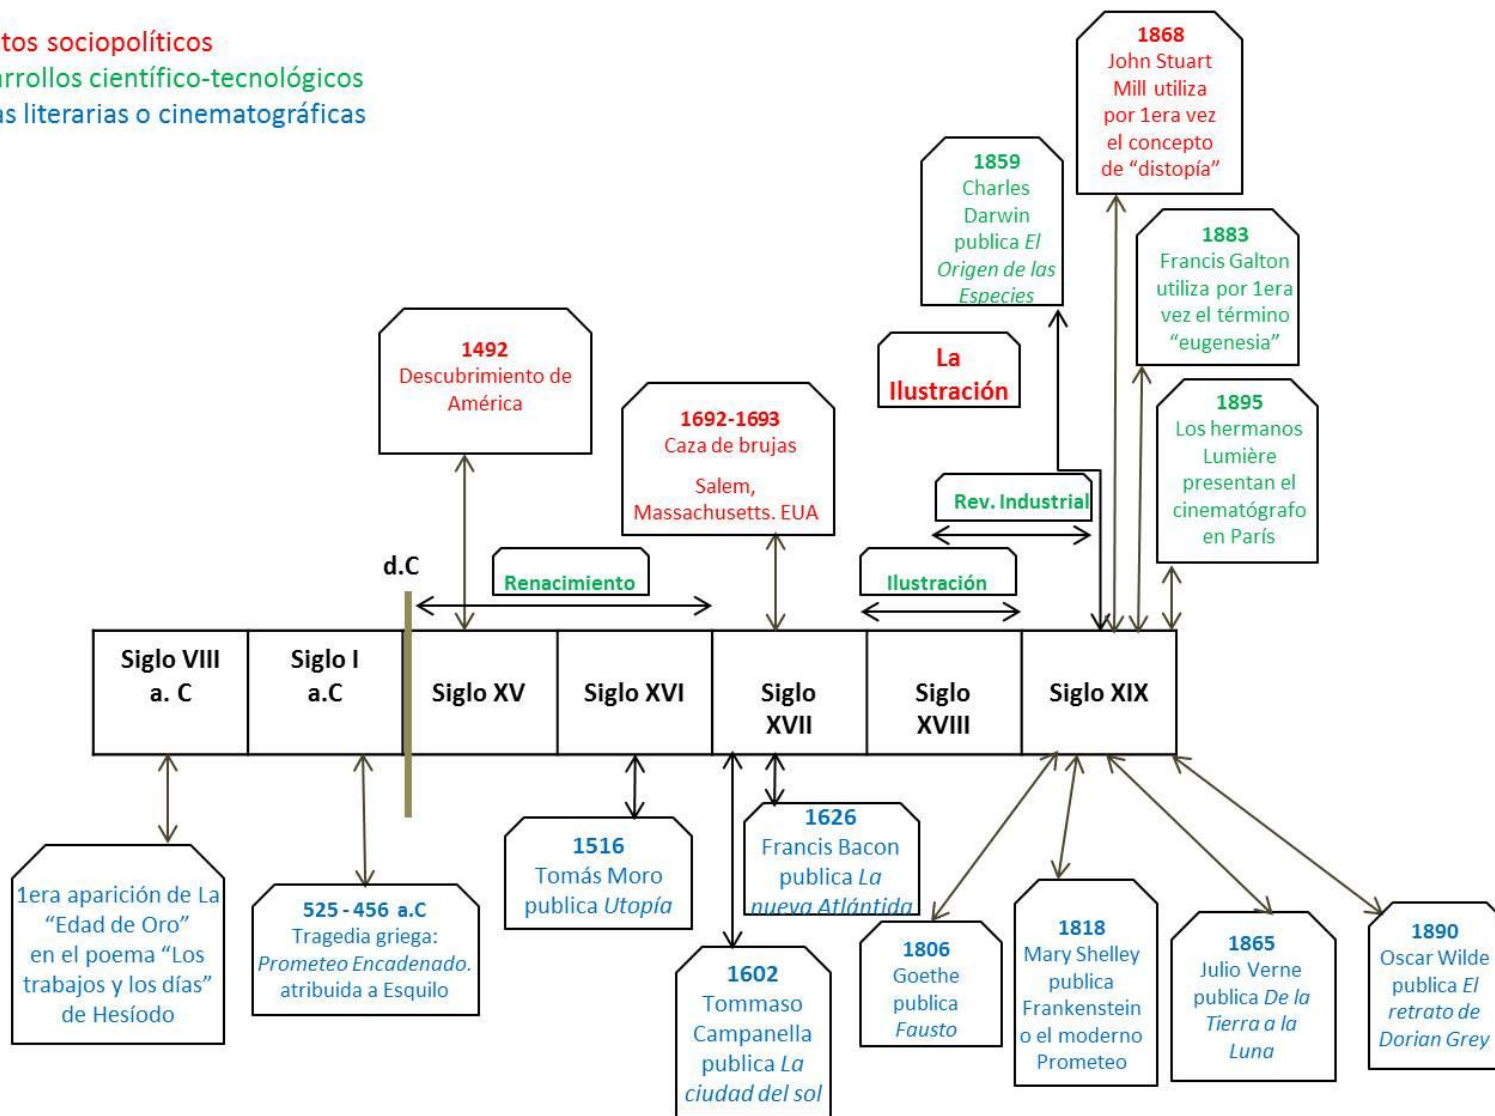 tos sociopolíticos
arrollos científico-tecnológicos
as literarias o cinematográficas
1868
John Stuart
Mill utiliza
por 1era vez
el concepto
de “distopía”
1859
Charles
Darwin
publica El
Origen de las
Especies
1883
Francis Galton
utiliza por 1era
vez el término
“eugenesia”
1492
Descubrimiento de
América
La
Ilustración
1692-1693
Caza de brujas
Salem,
Massachusetts. EUA
1895
Los hermanos
Lumière
presentan el
cinematógrafo
en París
Rev. Industrial
d.C
Renacimiento
Ilustración
Siglo VIII
a. C
Siglo I
a.C
Siglo XV
Siglo XVI
Siglo
XVII
Siglo
XVIII
Siglo XIX
1era aparición de La
“Edad de Oro”
en el poema “Los
trabajos y los días”
de Hesíodo
525 - 456 a.C
Tragedia griega:
Prometeo Encadenado.
atribuida a Esquilo
1516
Tomás Moro
publica Utopía
1602
Tommaso
Campanella
publica La
ciudad del sol
1626
Francis Bacon
publica La
nueva Atlántida
1806
Goethe
publica
Fausto
1818
Mary Shelley
publica
Frankenstein
o el moderno
Prometeo
1865
Julio Verne
publica De la
Tierra a la
Luna
1890
Oscar Wilde
publica El
retrato de
Dorian Grey